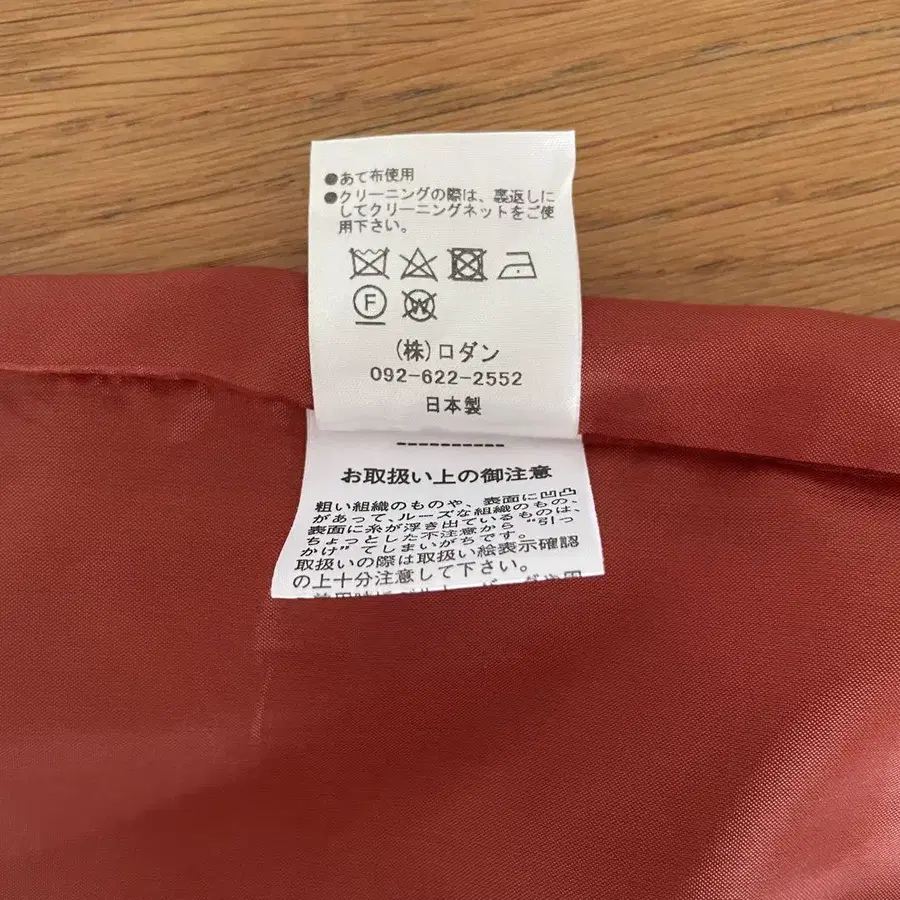 ●あて布使用
●クリーニングの際は、裏返しに
してクリーニングネットをご使
用下さい。
F W
(株)ロダン
092-622-2552
日本製
----------
お取扱い上の御注意
粗い組織のものや、表面に凹凸
があって、ルーズな組織のもの、
表面に糸が浮き出ているものは、
ちょっとした不注意から"引っ
かけ"てしまいがちです。
取扱いの際は取扱い絵表示確認
の上十分注意して下さい。